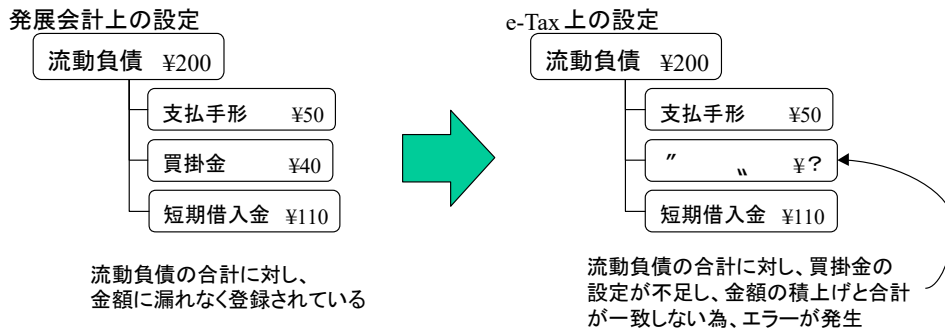 発展会計上の設定
流動負債 ¥200
支払手形 ¥50
買掛金 ¥40
短期借入金 ¥110
流動負債の合計に対し、
金額に漏れなく登録されている
e-Tax上の設定
流動負債 ¥200
支払手形 ¥50
〃 〟 ¥?
短期借入金 ¥110
流動負債の合計に対し、買掛金の
設定が不足し、金額の積上げと合計
が一致しない為、エラーが発生